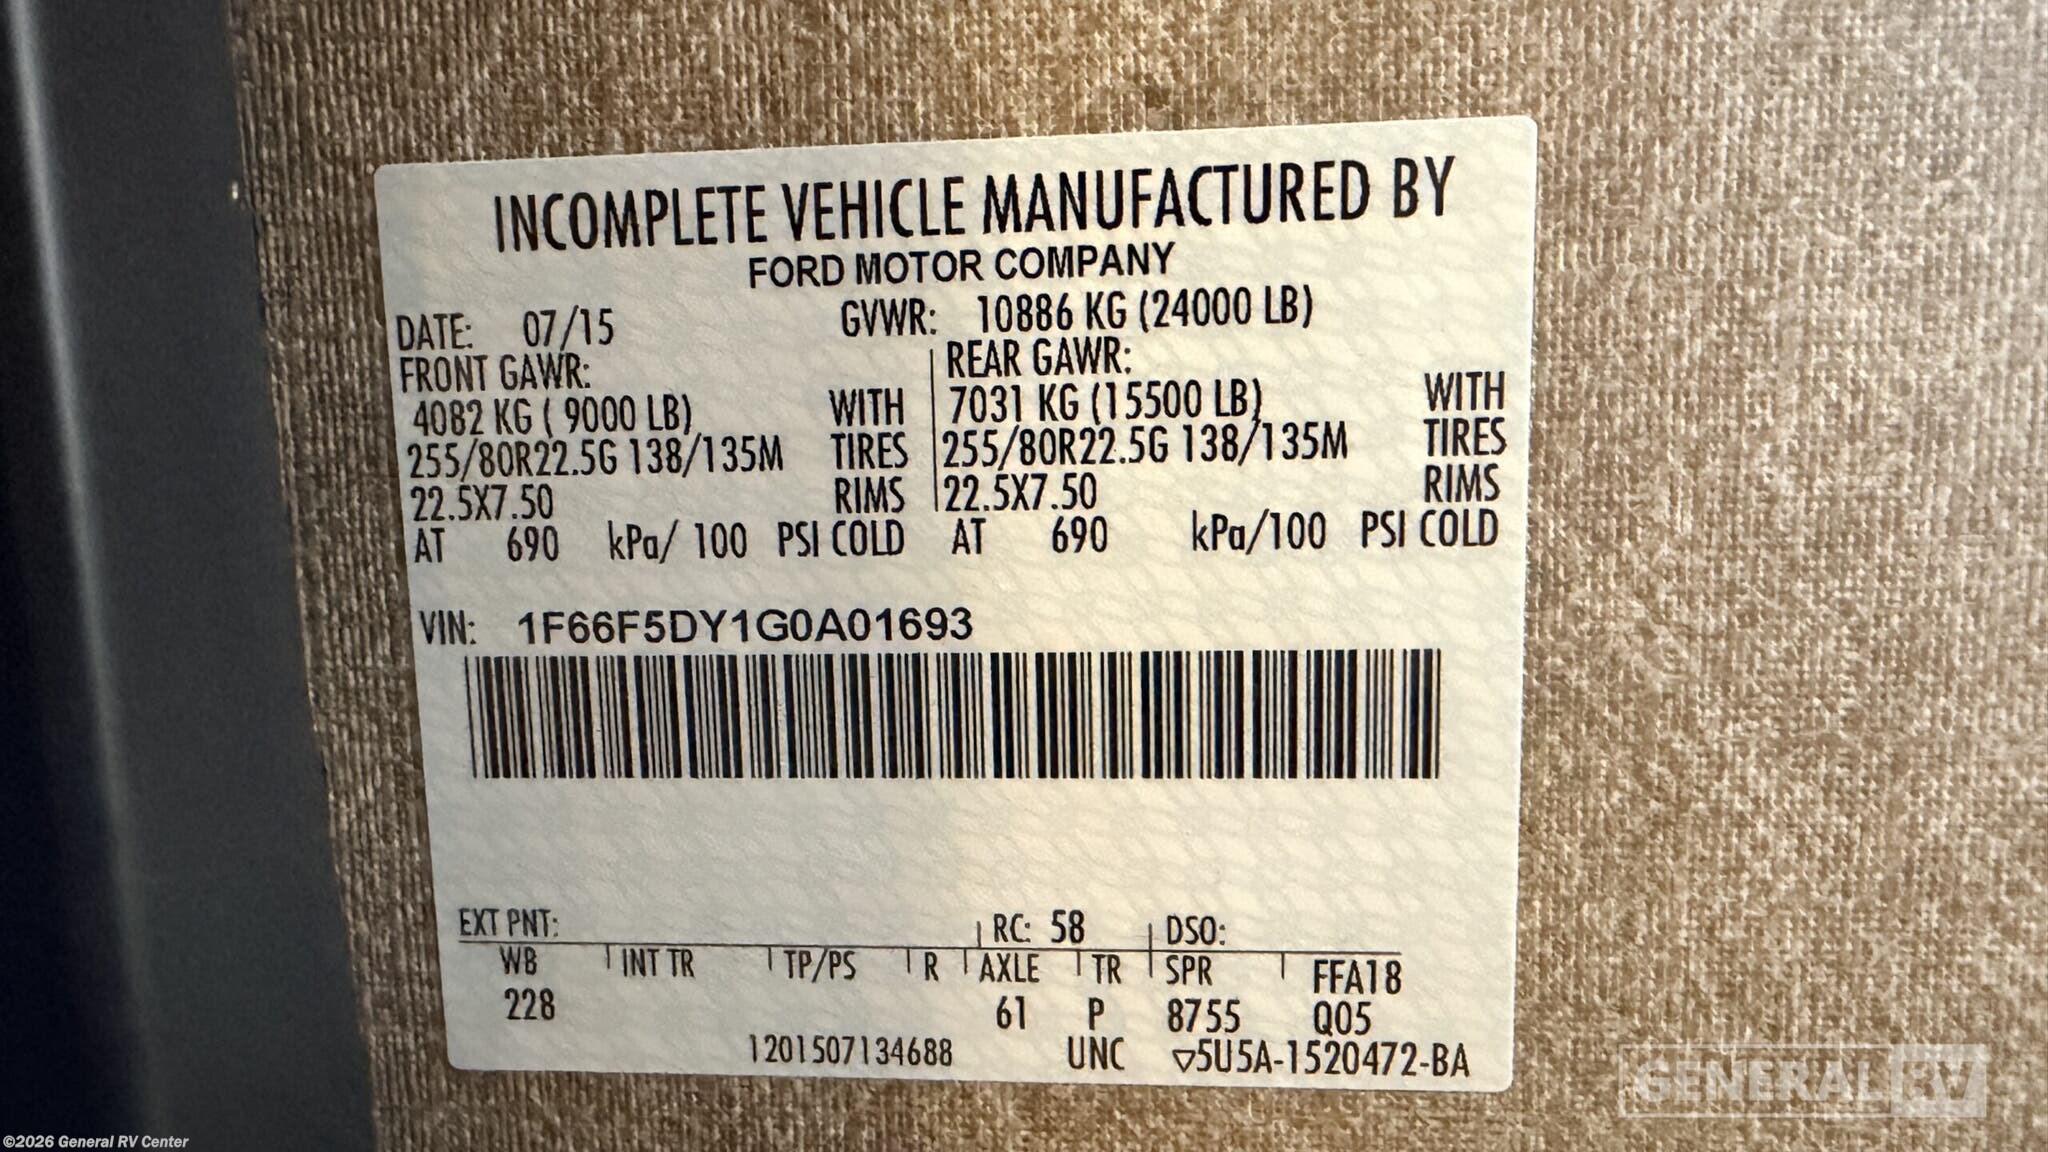 INCOMPLETE VEHICLE MANUFACTURED BY
FORD MOTOR COMPANY
DATE: 07/15 GVWR: 10886 KG (24000 LB)
FRONT GAWR: REAR GAWR:
4082 KG ( 9000 LB) WITH 7031 KG (15500 LB) WITH
255/80R22.5G 138/135M TIRES 255/80R22.5G 138/135M TIRES
22.5X7.50 RIMS 22.5X7.50 RIMS
AT 690 kPa/ 100 PSI COLD AT 690 kPa/100 PSI COLD
VIN: 1F66F5DY1G0A01693
EXT PNT: RC: 58 DSO:
WB INT TR TP/PS R AXLE TR SPR FFA18
228 61 P 8755 Q05
1201507134688 UNC ▽5U5A-1520472-BA
GENERAL RV
©2026 General RV Center